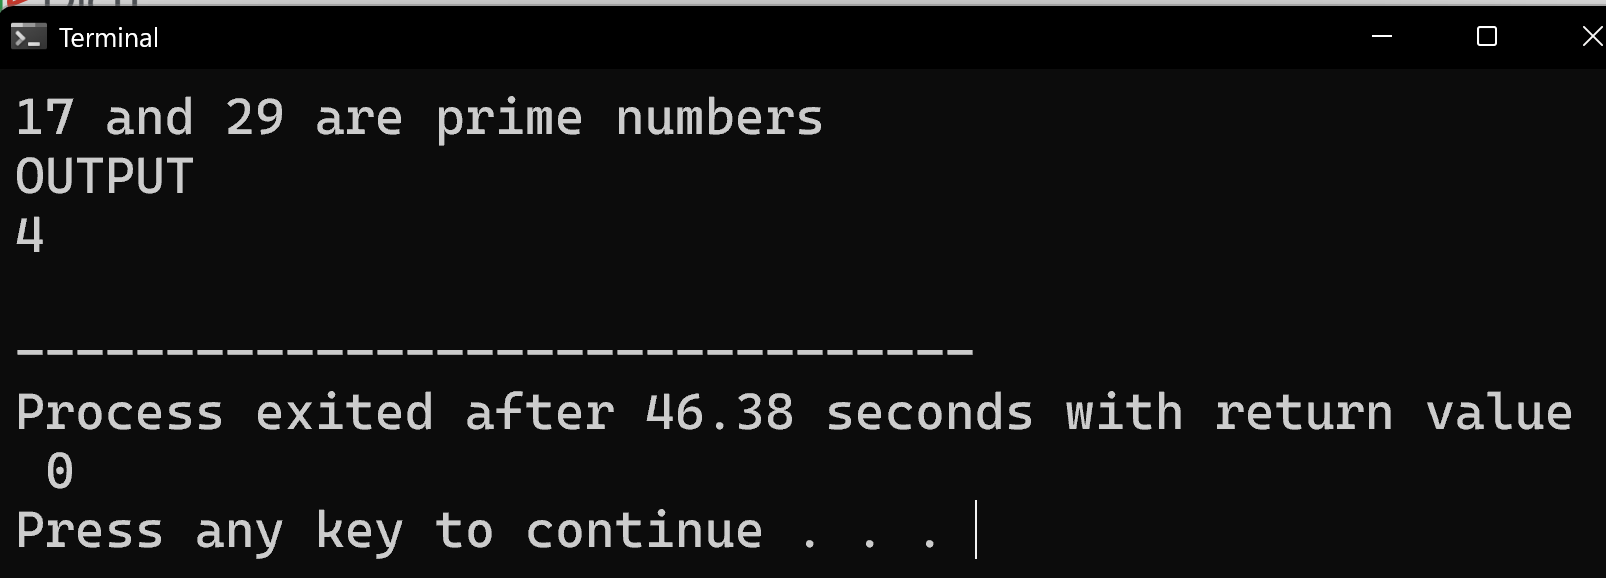 Terminal
17 and 29 are prime numbers
OUTPUT
4
--------------------------------
Process exited after 46.38 seconds with return value
0
Press any key to continue . . .